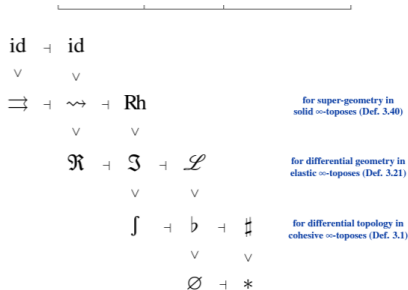 id ⊣ id
∨ ∨
⇉ ⊣ ⇝ ⊣ Rh
for super-geometry in
solid ∞-toposes (Def. 3.40)
∨ ∨
ℜ ⊣ ℑ ⊣ ℒ
for differential geometry in
elastic ∞-toposes (Def. 3.21)
∨ ∨
∫ ⊣ ♭ ⊣ ♯
for differential topology in
cohesive ∞-toposes (Def. 3.1)
∨ ∨
∅ ⊣ *